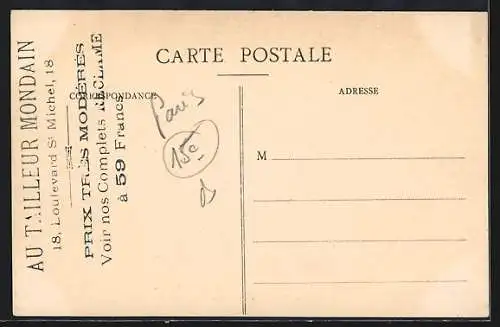 CARTE POSTALE
CORRESPONDANCE
ADRESSE
M
AU TAILLEUR MONDAIN
18, Boulevard St Michel, 18
PRIX TRÈS MODÉRÉS
Voir nos Complets RÉCLAME
à 59 Francs
Paris
15e